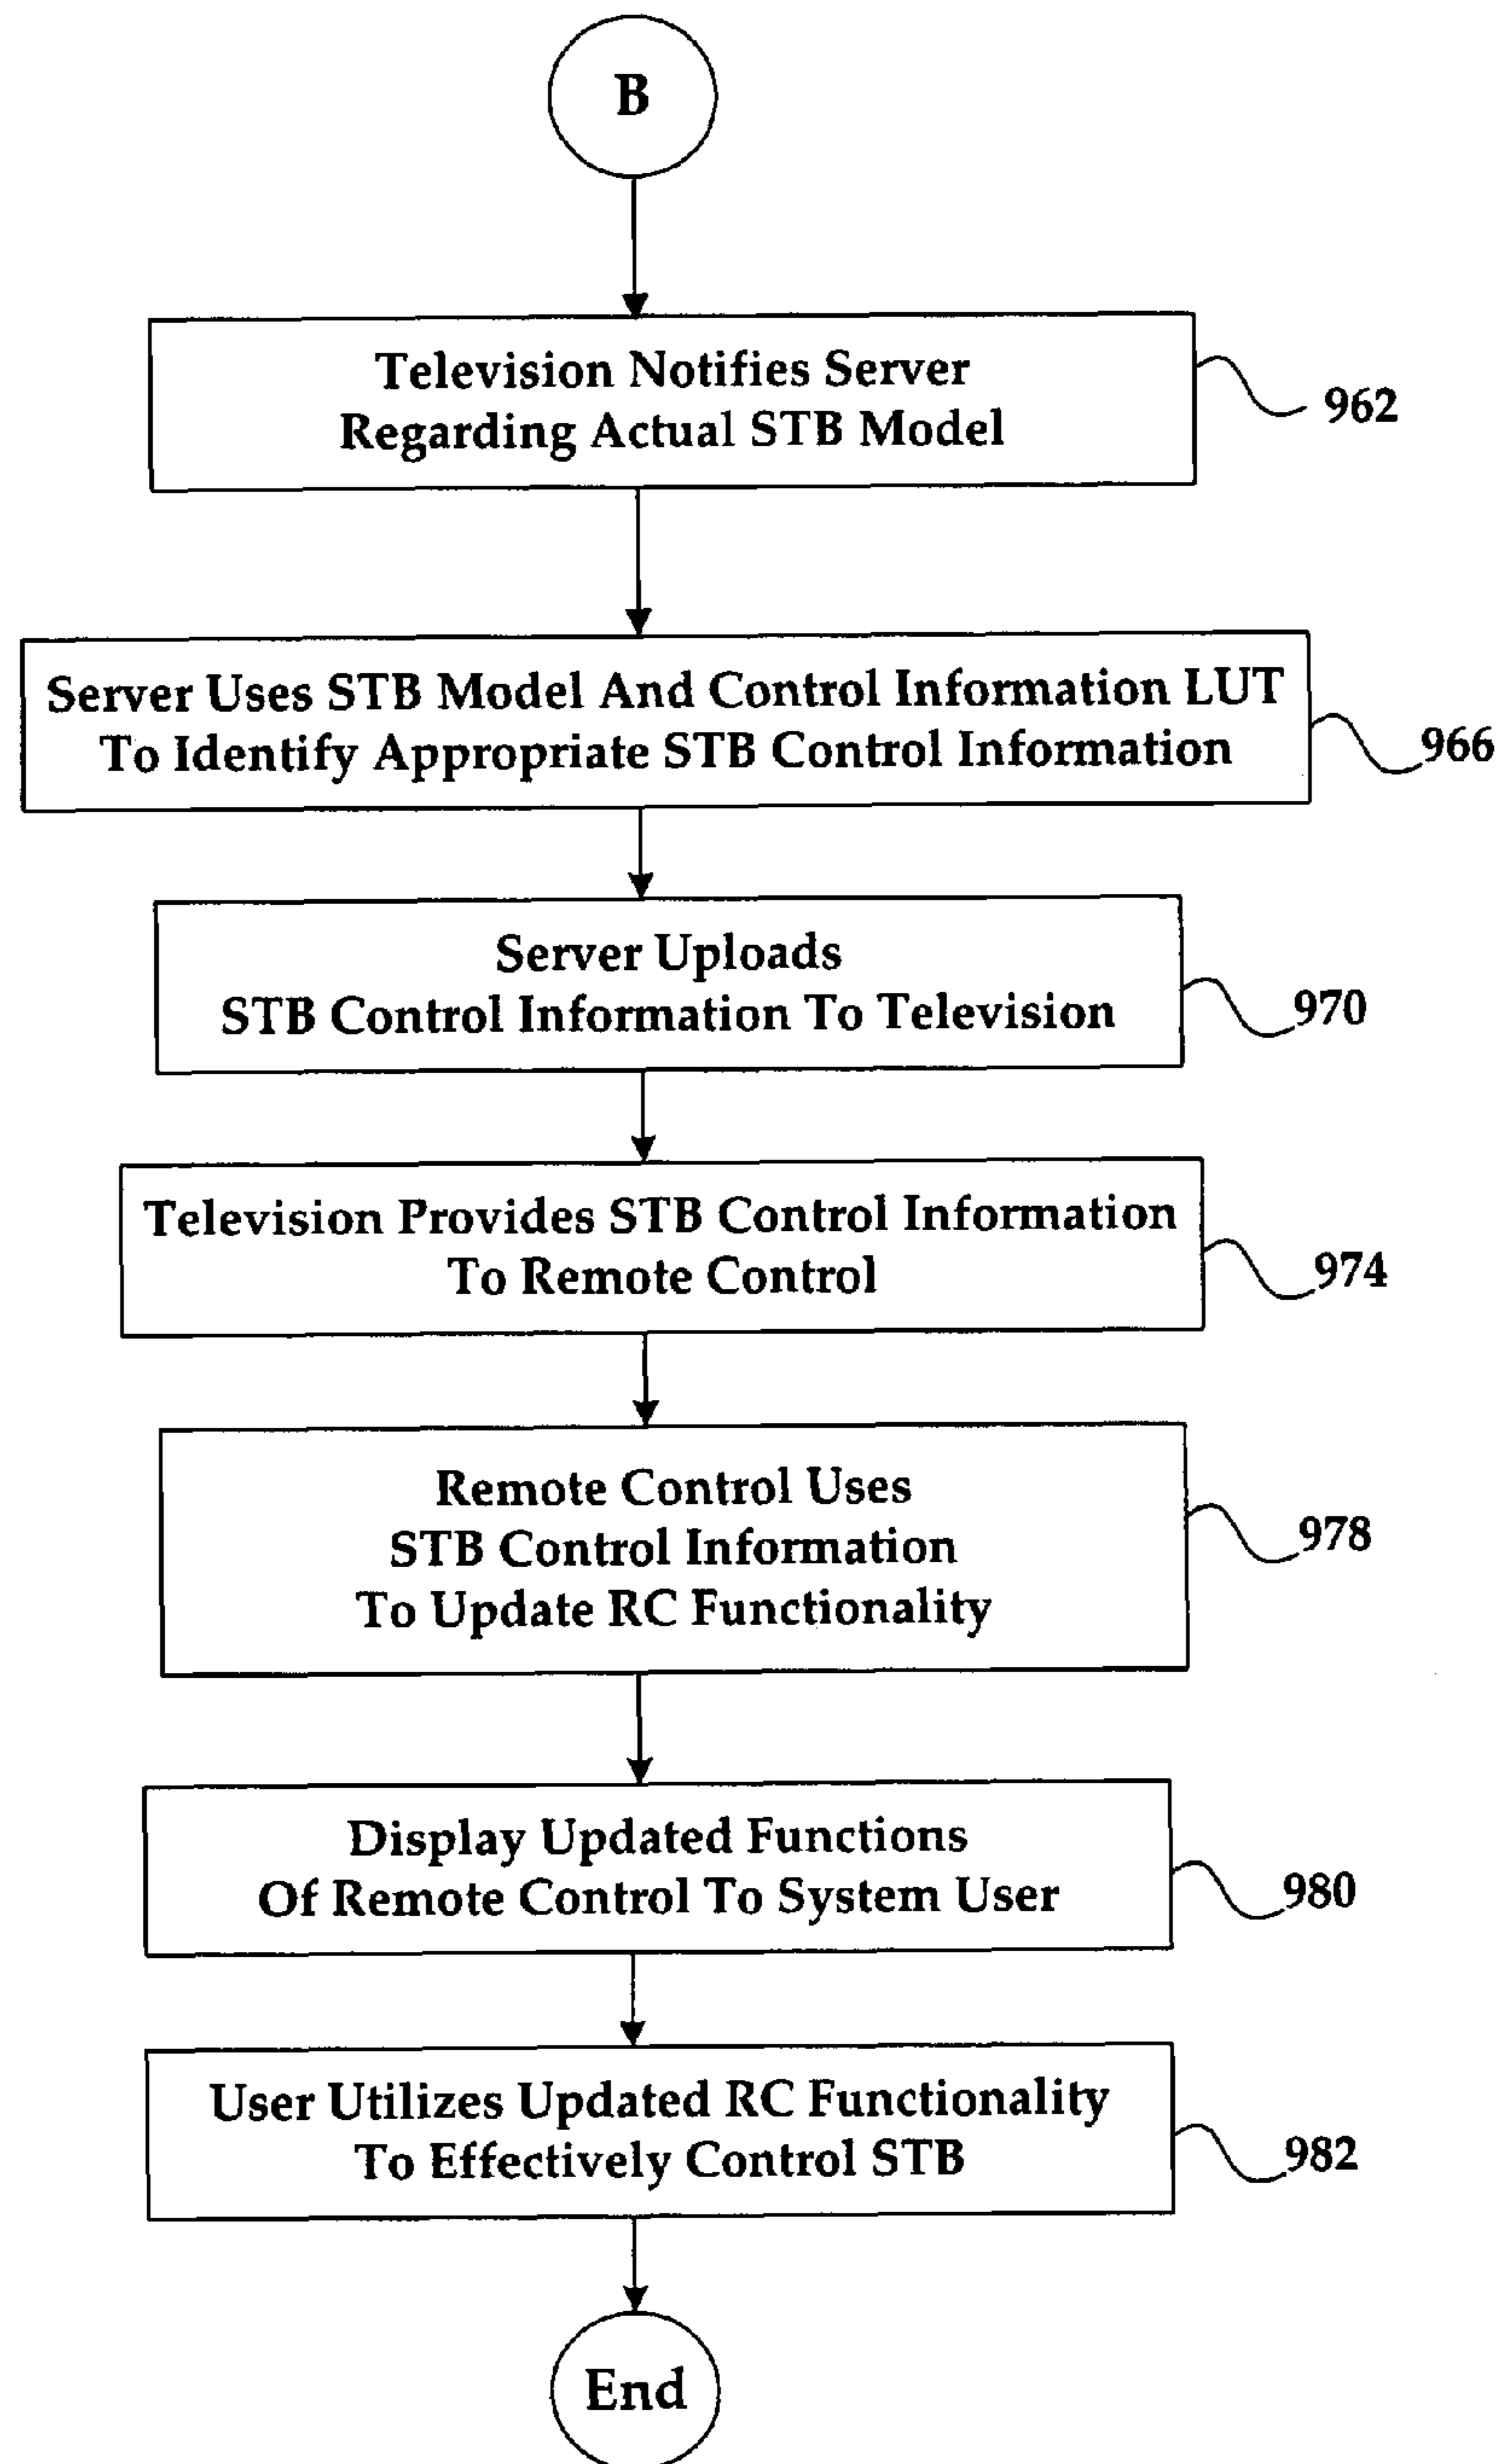 B
Television Notifies Server
Regarding Actual STB Model
962
Server Uses STB Model And Control Information LUT
To Identify Appropriate STB Control Information
966
Server Uploads
STB Control Information To Television
970
Television Provides STB Control Information
To Remote Control
974
Remote Control Uses
STB Control Information
To Update RC Functionality
978
Display Updated Functions
Of Remote Control To System User
980
User Utilizes Updated RC Functionality
To Effectively Control STB
982
End